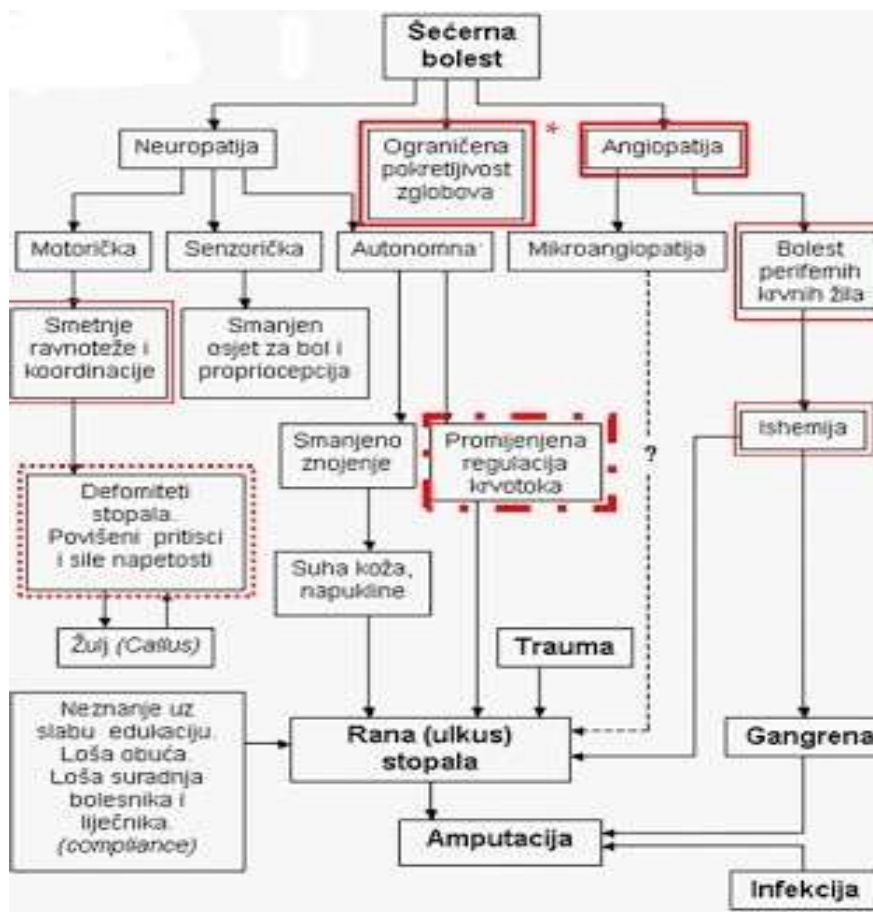 Šećerna
bolest
Neuropatija
Ograničena
pokretljivost
zglobova
*
Angiopatija
Motorička
Senzorička
Autonomna
Mikroangiopatija
Bolest
perifernih
krvnih žila
Smetnje
ravnoteže i
koordinacije
Smanjen
osjet za bol i
propriocepcija
Smanjeno
znojenje
Promijenjena
regulacija
krvotoka
?
Ishemija
Deformiteti
stopala.
Povišeni pritisci
i sile napetosti
Suha koža,
napukline
Žulj (Callus)
Trauma
Neznanje uz
slabu edukaciju.
Loša obuća.
Loša suradnja
bolesnika i
liječnika.
(compliance)
Rana (ulkus)
stopala
Gangrena
Amputacija
Infekcija